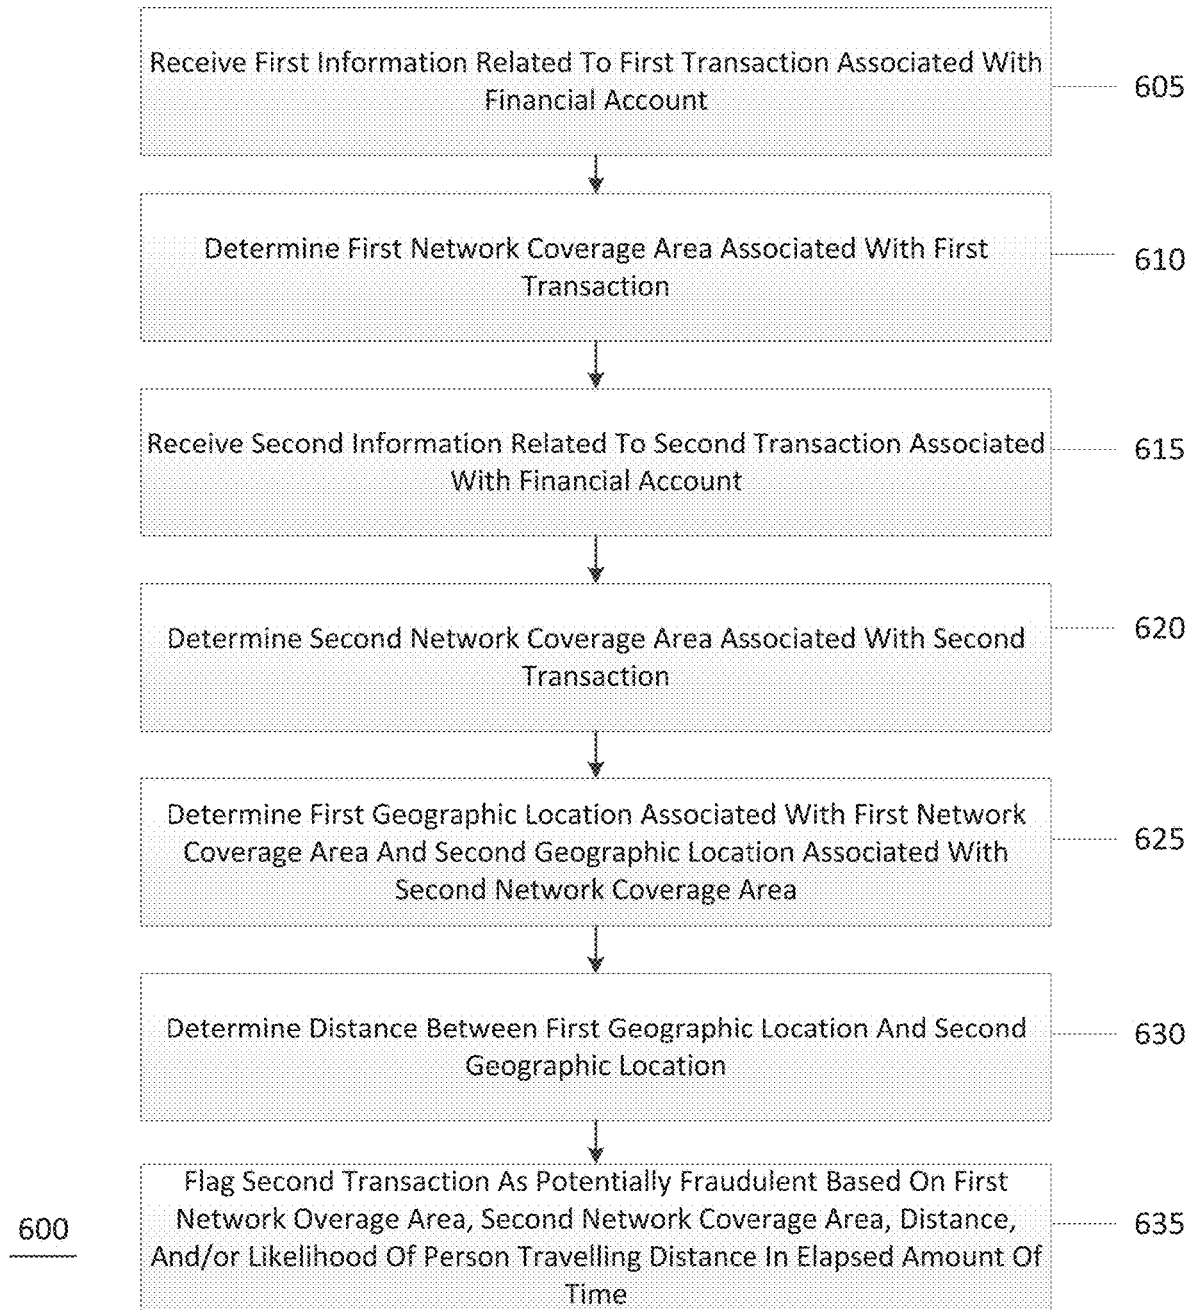 Receive First Information Related To First Transaction Associated With
Financial Account
605
Determine First Network Coverage Area Associated With First
Transaction
610
Receive Second Information Related To Second Transaction Associated
With Financial Account
615
Determine Second Network Coverage Area Associated With Second
Transaction
620
Determine First Geographic Location Associated With First Network
Coverage Area And Second Geographic Location Associated With
Second Network Coverage Area
625
Determine Distance Between First Geographic Location And Second
Geographic Location
630
Flag Second Transaction As Potentially Fraudulent Based On First
Network Overage Area, Second Network Coverage Area, Distance,
And/or Likelihood Of Person Travelling Distance In Elapsed Amount Of
Time
635
600